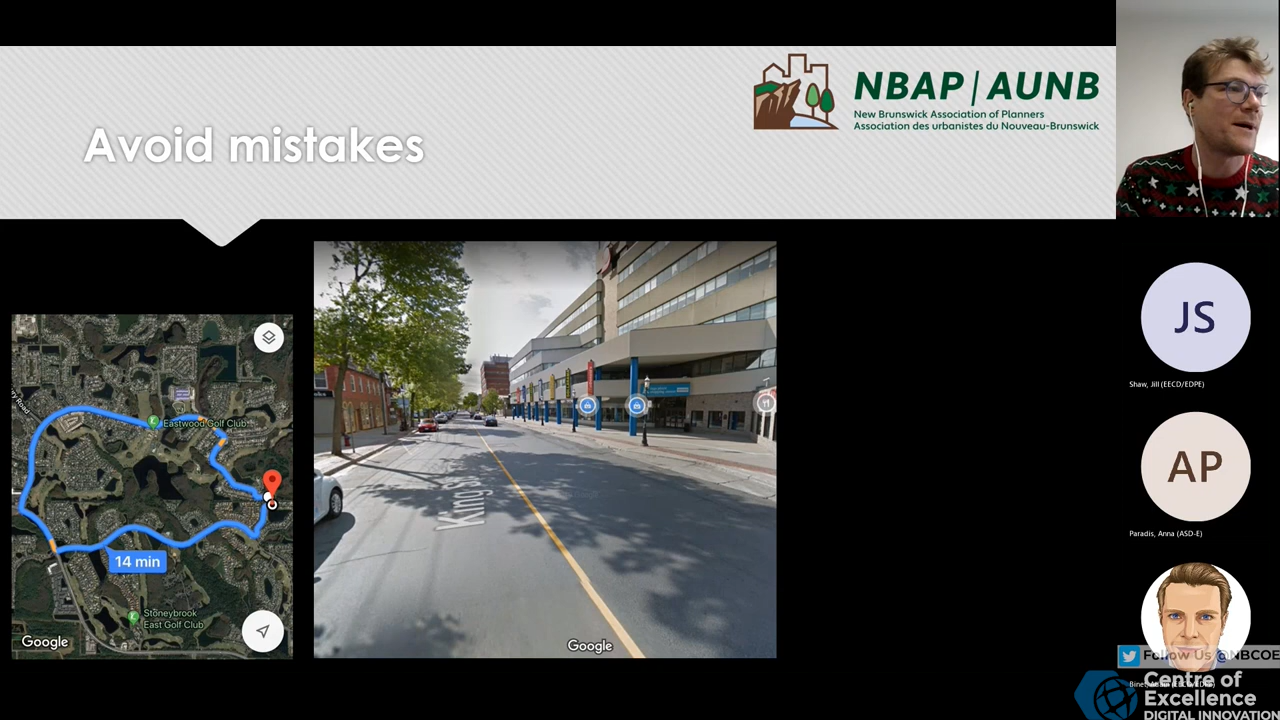 Avoid mistakes
NBAP | AUNB
New Brunswick Association of Planners
Association des urbanistes du Nouveau-Brunswick
Eastwood Golf Club
14 min
Stoneybrook
East Golf Club
Google
King St
Google
JS
Shaw, Jill (EECD/EDPE)
AP
Paradis, Anna (ASD-E)
Follow Us @NBCOE
Centre of
Excellence
DIGITAL INNOVATION